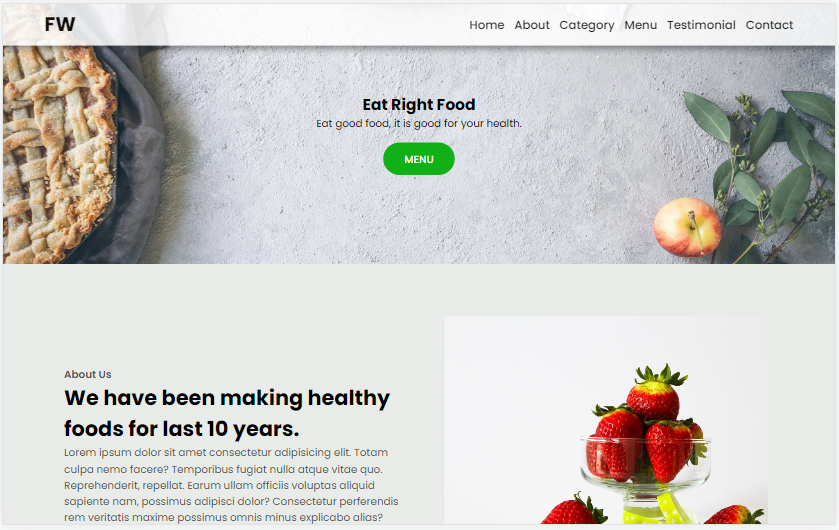 FW
Home About Category Menu Testimonial Contact
Eat Right Food
Eat good food, it is good for your health.
MENU
About Us
We have been making healthy
foods for last 10 years.
Lorem ipsum dolor sit amet consectetur adipisicing elit. Totam
culpa nemo facere? Temporibus fugiat nulla atque vitae quo.
Reprehenderit, repellat. Earum ullam officiis voluptas aliquid
sapiente nam, possimus adipisci dolor? Consectetur perferendis
rem veritatis maxime possimus omnis minus explicabo alias?